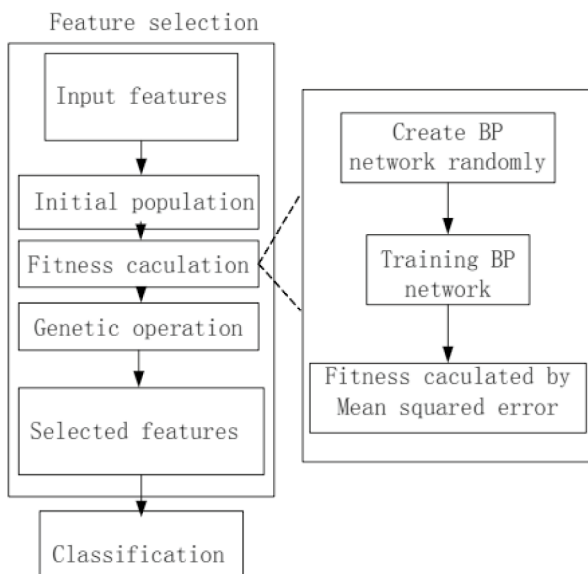 Feature selection
Input features
Initial population
Fitness caculation
Genetic operation
Selected features
Classification
Create BP
network randomly
Training BP
network
Fitness caculated by
Mean squared error